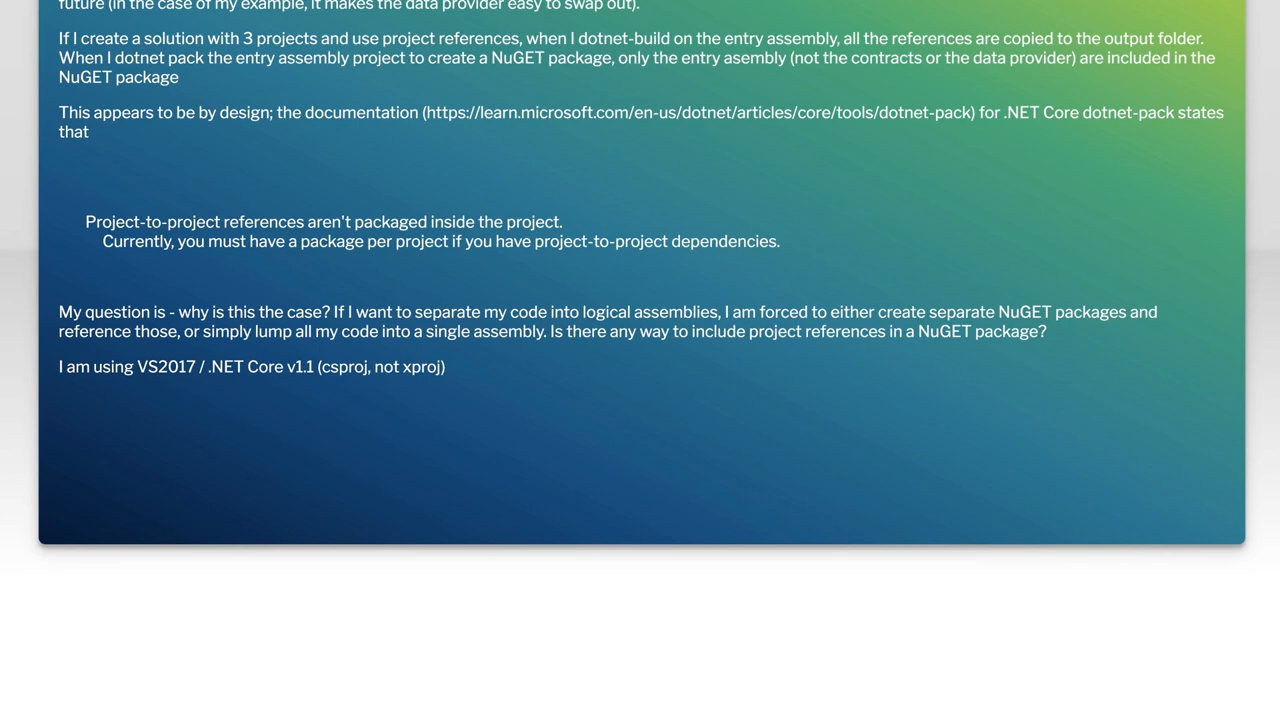 future (in the case of my example, it makes the data provider easy to swap out).
If I create a solution with 3 projects and use project references, when I dotnet-build on the entry assembly, all the references are copied to the output folder.
When I dotnet pack the entry assembly project to create a NuGET package, only the entry asembly (not the contracts or the data provider) are included in the
NuGET package
This appears to be by design; the documentation (https://learn.microsoft.com/en-us/dotnet/articles/core/tools/dotnet-pack) for .NET Core dotnet-pack states
that
Project-to-project references aren't packaged inside the project.
Currently, you must have a package per project if you have project-to-project dependencies.
My question is - why is this the case? If I want to separate my code into logical assemblies, I am forced to either create separate NuGET packages and
reference those, or simply lump all my code into a single assembly. Is there any way to include project references in a NuGET package?
I am using VS2017 / .NET Core v1.1 (csproj, not xproj)